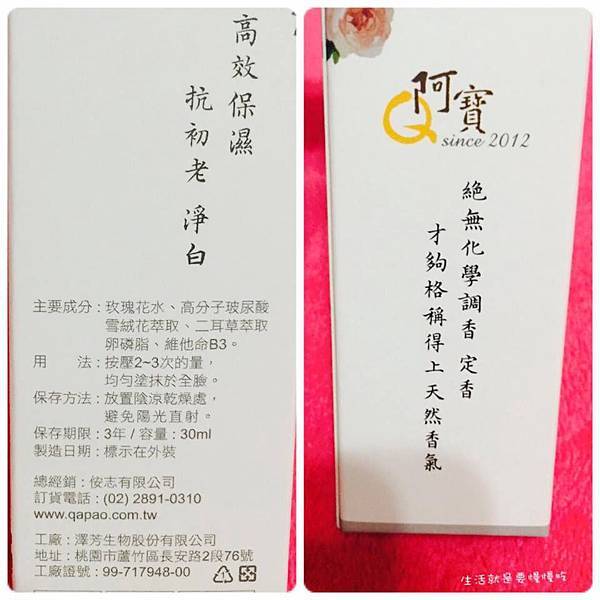 高效保濕
抗初老 淨白
主要成分：玫瑰花水、高分子玻尿酸
雪絨花萃取、二耳草萃取
卵磷脂、維他命B3。
用　　法：按壓2~3次的量，
均勻塗抹於全臉。
保存方法：放置陰涼乾燥處，
避免陽光直射。
保存期限：3年/容量：30ml
製造日期：標示在外裝
總經銷：侒志有限公司
訂貨電話：(02) 2891-0310
www.qapao.com.tw
工廠：澤芳生物股份有限公司
地址：桃園市蘆竹區長安路2段76號
工廠證號：99-717948-00
Q阿寶
since 2012
絕無化學調香 定香
才夠格稱得上天然香氣
生活就是要慢慢吃